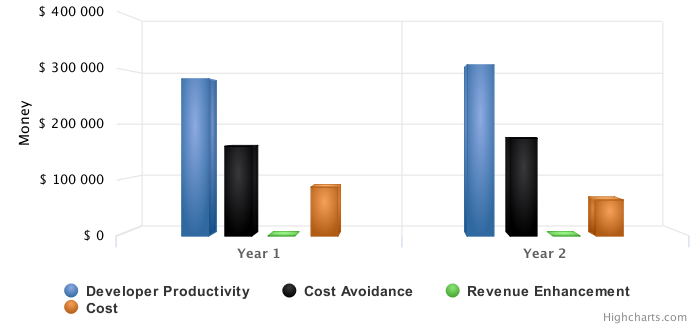 $ 400 000
$ 300 000
$ 200 000
$ 100 000
$ 0
Money
Year 1
Year 2
Developer Productivity
Cost Avoidance
Revenue Enhancement
Cost
Highcharts.com